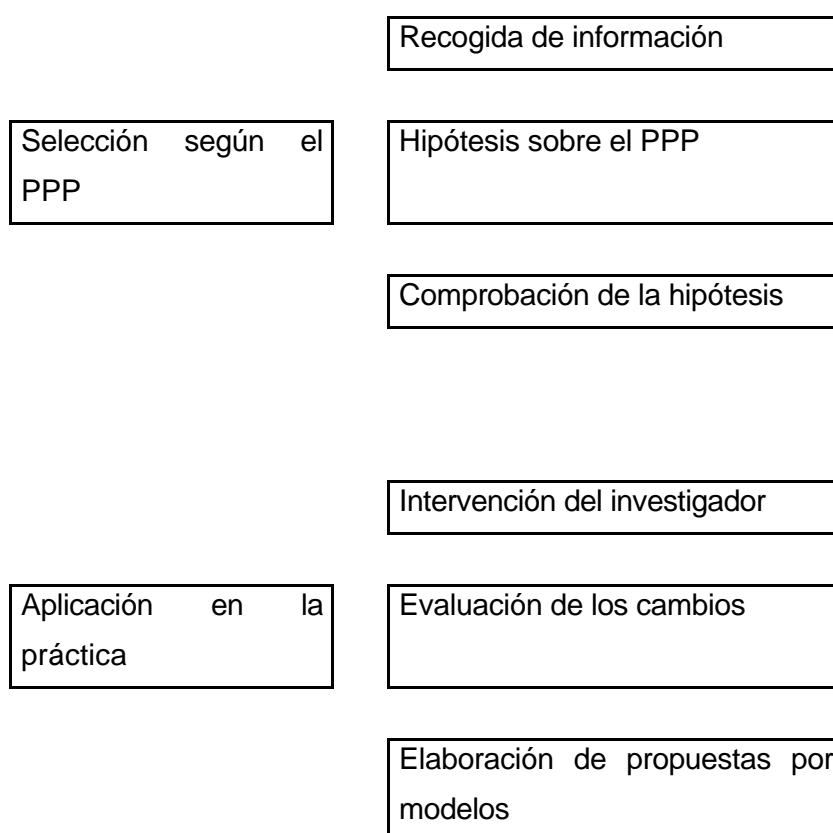 Recogida de información
Selección según el
PPP
Hipótesis sobre el PPP
Comprobación de la hipótesis
Intervención del investigador
Aplicación en la
práctica
Evaluación de los cambios
Elaboración de propuestas por
modelos